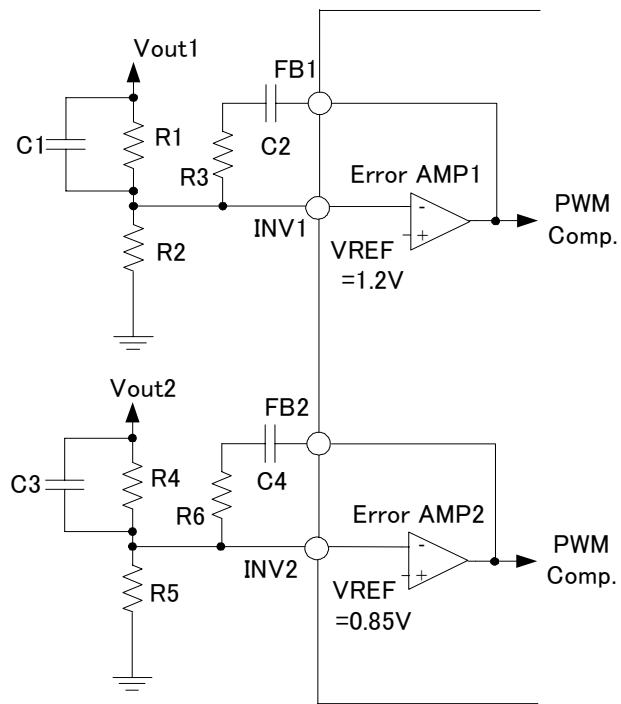 Vout1
FB1
C1
R1
C2
R3
Error AMP1
-
+
INV1
R2
VREF
=1.2V
PWM
Comp.
Vout2
FB2
C3
R4
C4
R6
Error AMP2
-
+
INV2
R5
VREF
=0.85V
PWM
Comp.